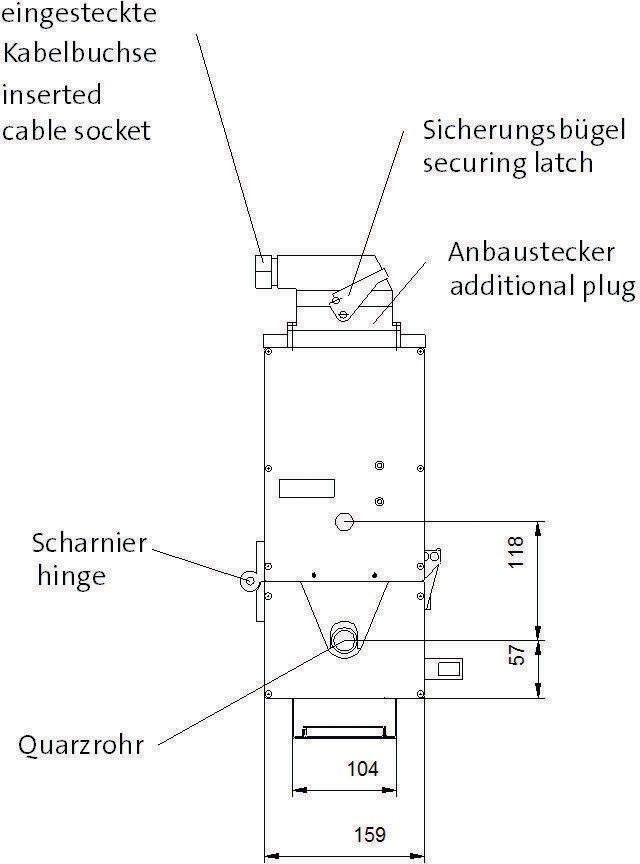 eingesteckte
Kabelbuchse
inserted
cable socket
Sicherungsbügel
securing latch
Anbaustecker
additional plug
Scharnier
hinge
118
57
Quarzrohr
104
159